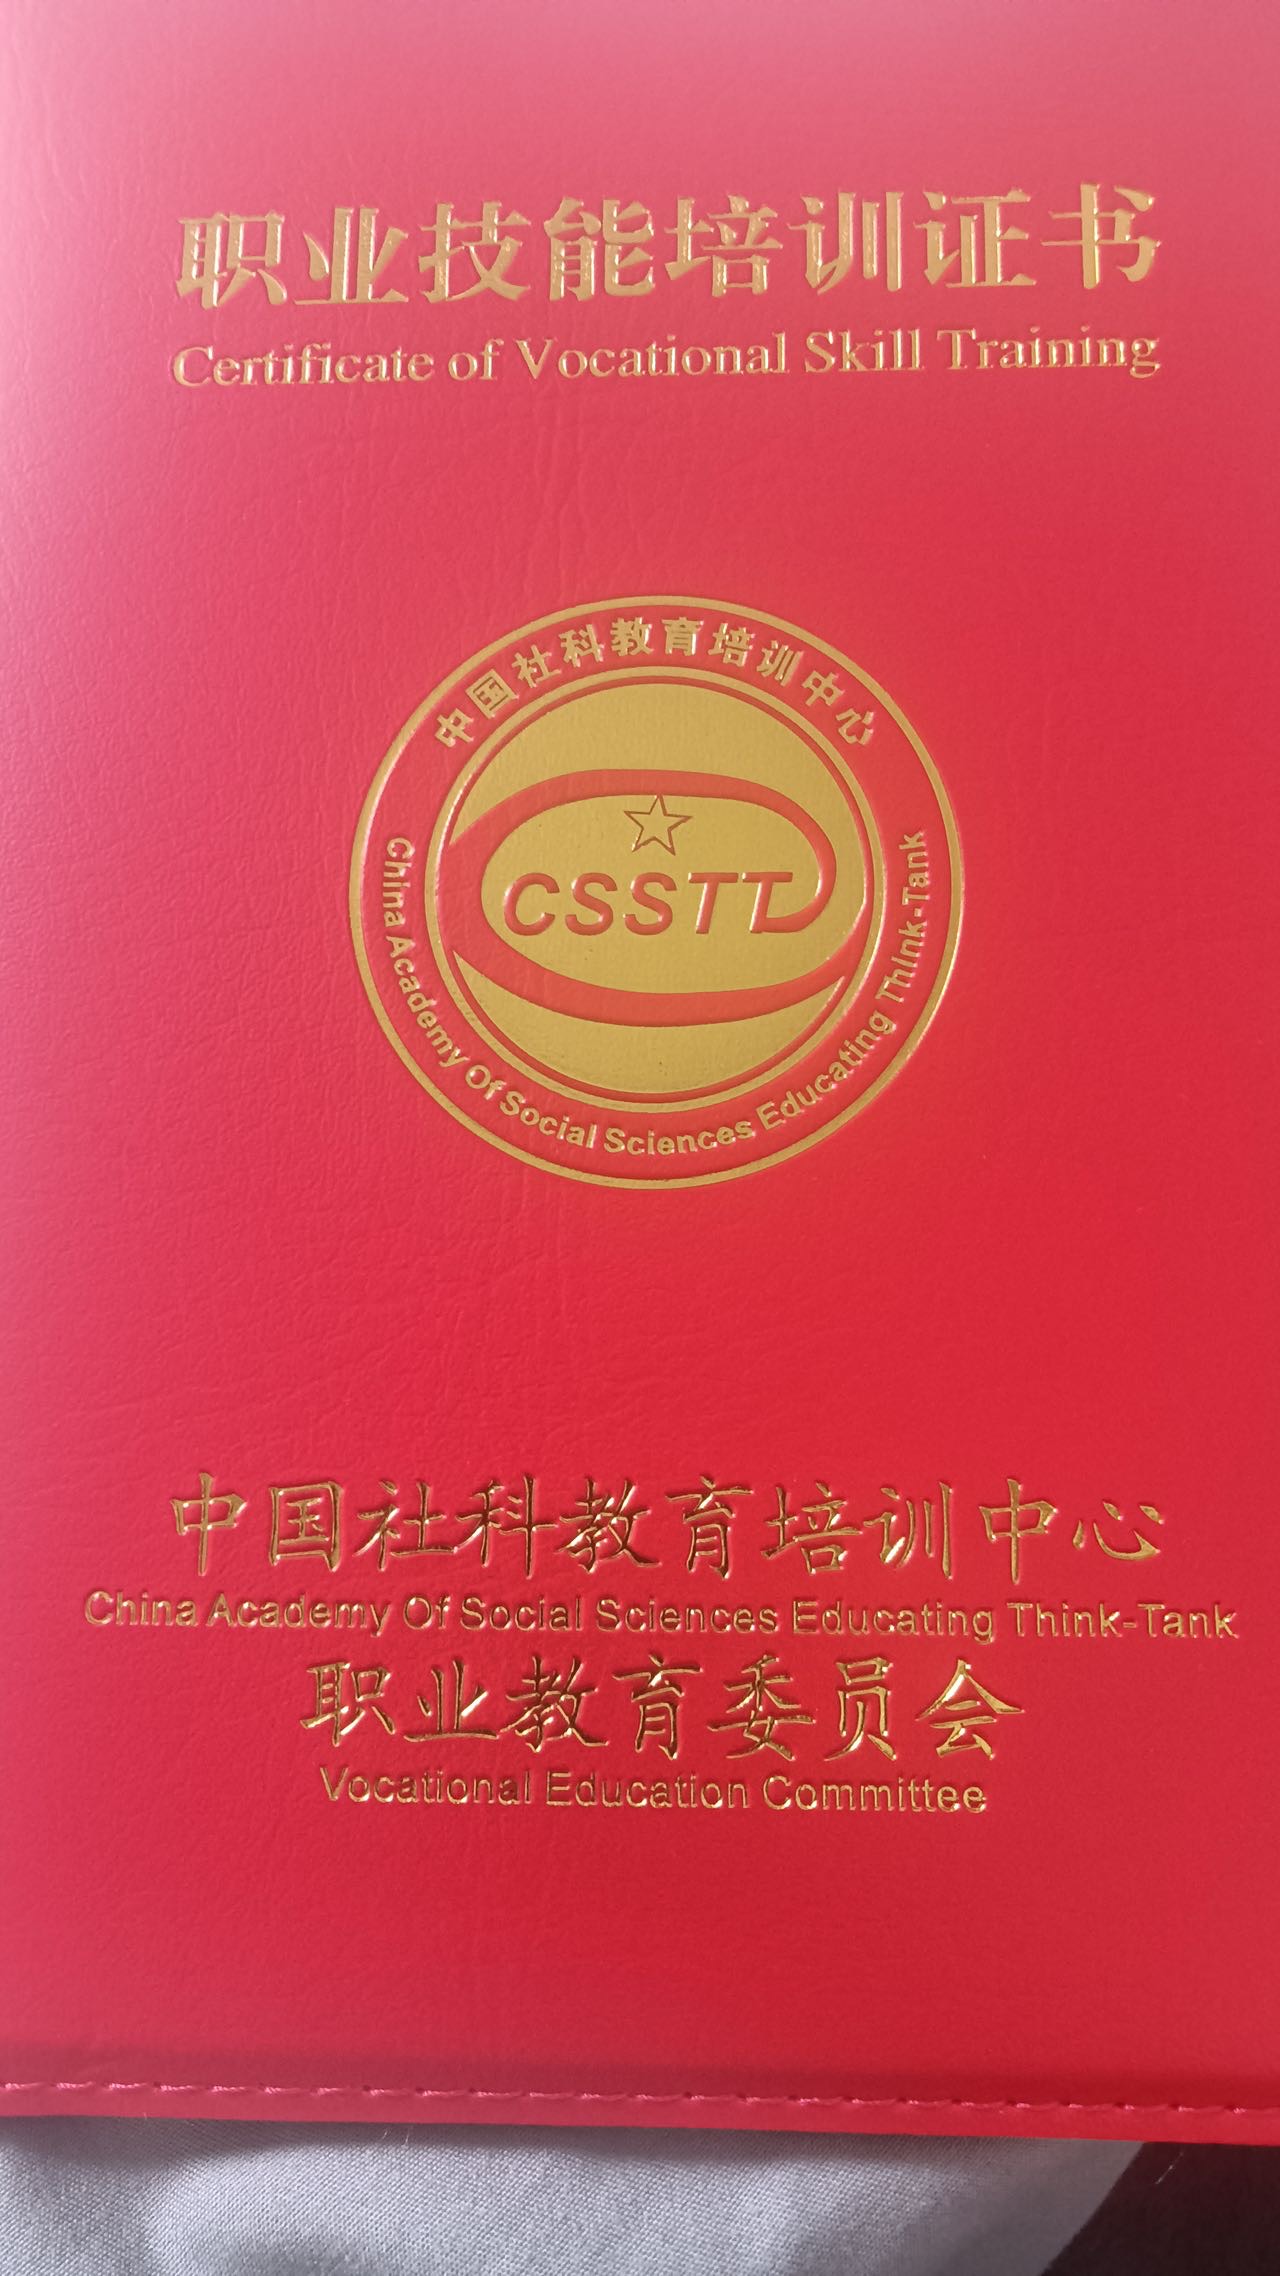 职业技能培训证书
Certificate of Vocational Skill Training
中国社科教育培训中心
CSSTT
China Academy Of Social Sciences Educating Think-Tank
中国社科教育培训中心
China Academy Of Social Sciences Educating Think-Tank
职业教育委员会
Vocational Education Committee